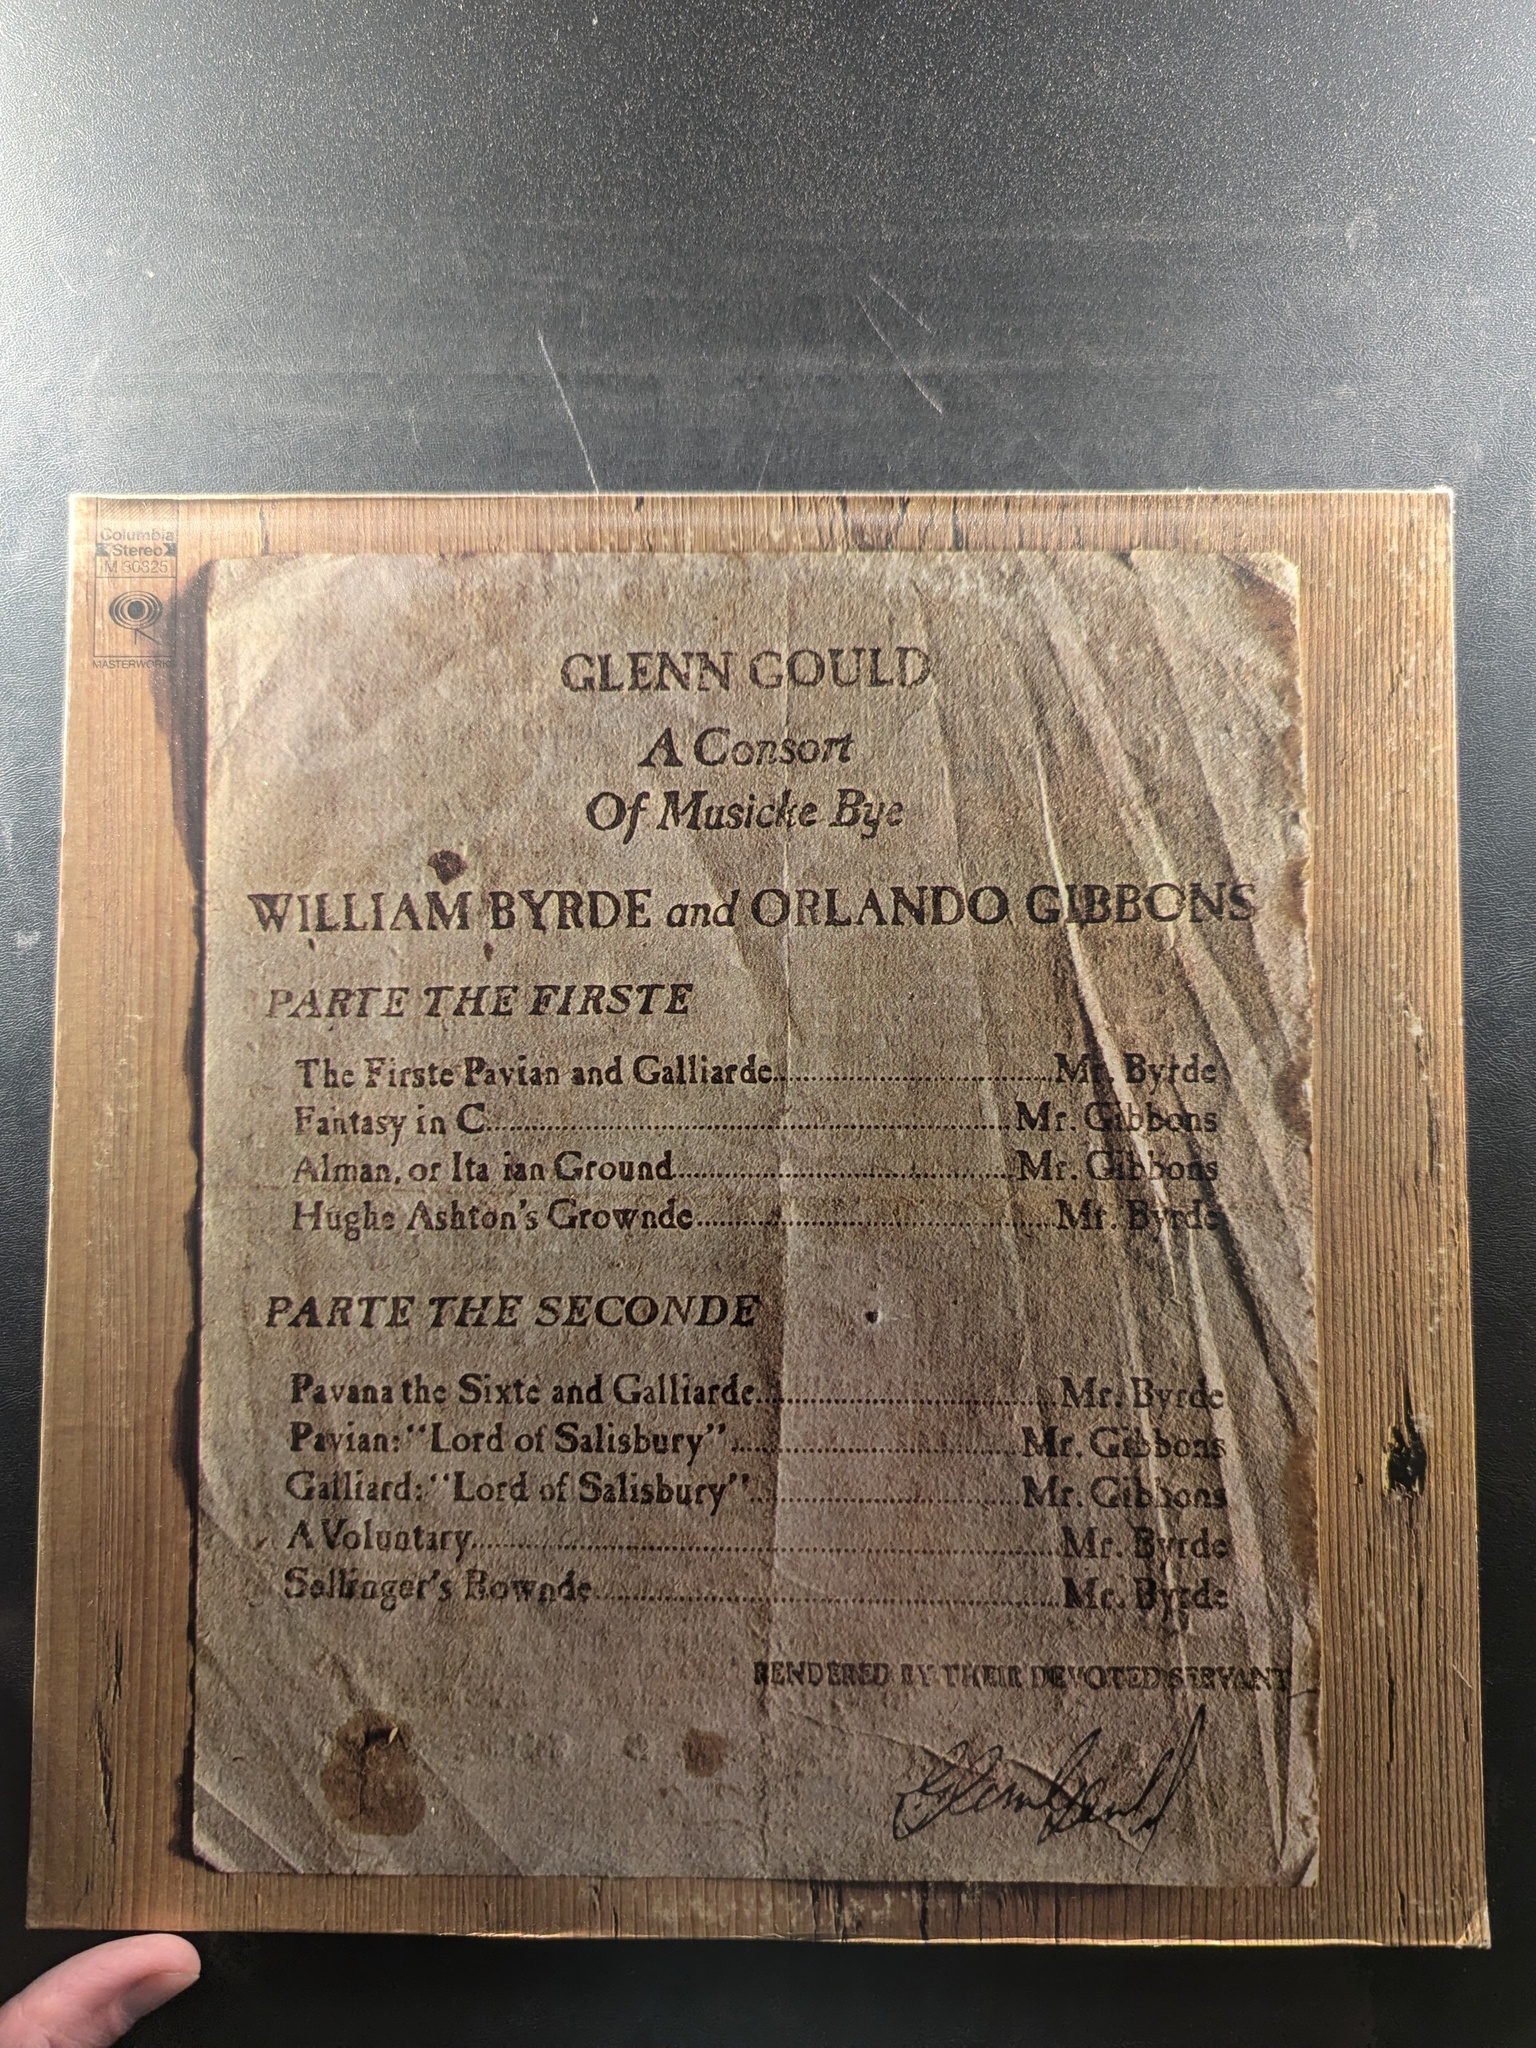 Columbia
Stereo
M 30825
MASTERWORKS
GLENN GOULD
A Consort
Of Musicke Bye
WILLIAM BYRDE and ORLANDO GIBBONS
PARTE THE FIRSTE
The Firste Pavian and Galliarde..........Mr. Byrde
Fantasy in C..........Mr. Gibbons
Alman, or Ita ian Ground..........Mr. Gibbons
Hughe Ashton's Grownde..........Mr. Byrde
PARTE THE SECONDE
Pavana the Sixte and Galliarde..........Mr. Byrde
Pavian: "Lord of Salisbury"..........Mr. Gibbons
Galliard: "Lord of Salisbury"..........Mr. Gibbons
A Voluntary..........Mr. Byrde
Sellinger's Rownde..........Mr. Byrde
RENDERED BY THEIR DEVOTED SERVANT
Glenn Gould